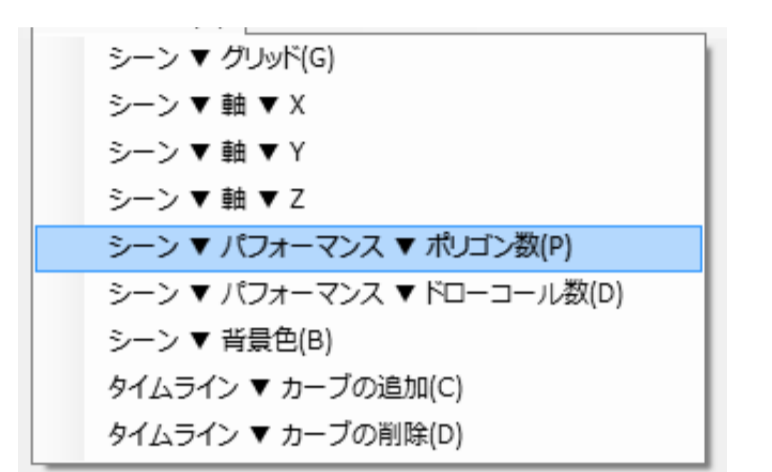 シーン ▼ グリッド(G)
シーン ▼ 軸 ▼ X
シーン ▼ 軸 ▼ Y
シーン ▼ 軸 ▼ Z
シーン ▼ パフォーマンス ▼ ポリゴン数(P)
シーン ▼ パフォーマンス ▼ ドローコール数(D)
シーン ▼ 背景色(B)
タイムライン ▼ カーブの追加(C)
タイムライン ▼ カーブの削除(D)